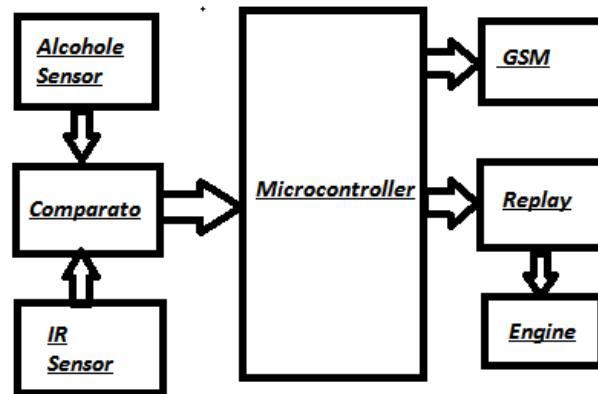 Alcohole
Sensor
GSM
Comparato
Microcontroller
Replay
IR
Sensor
Engine